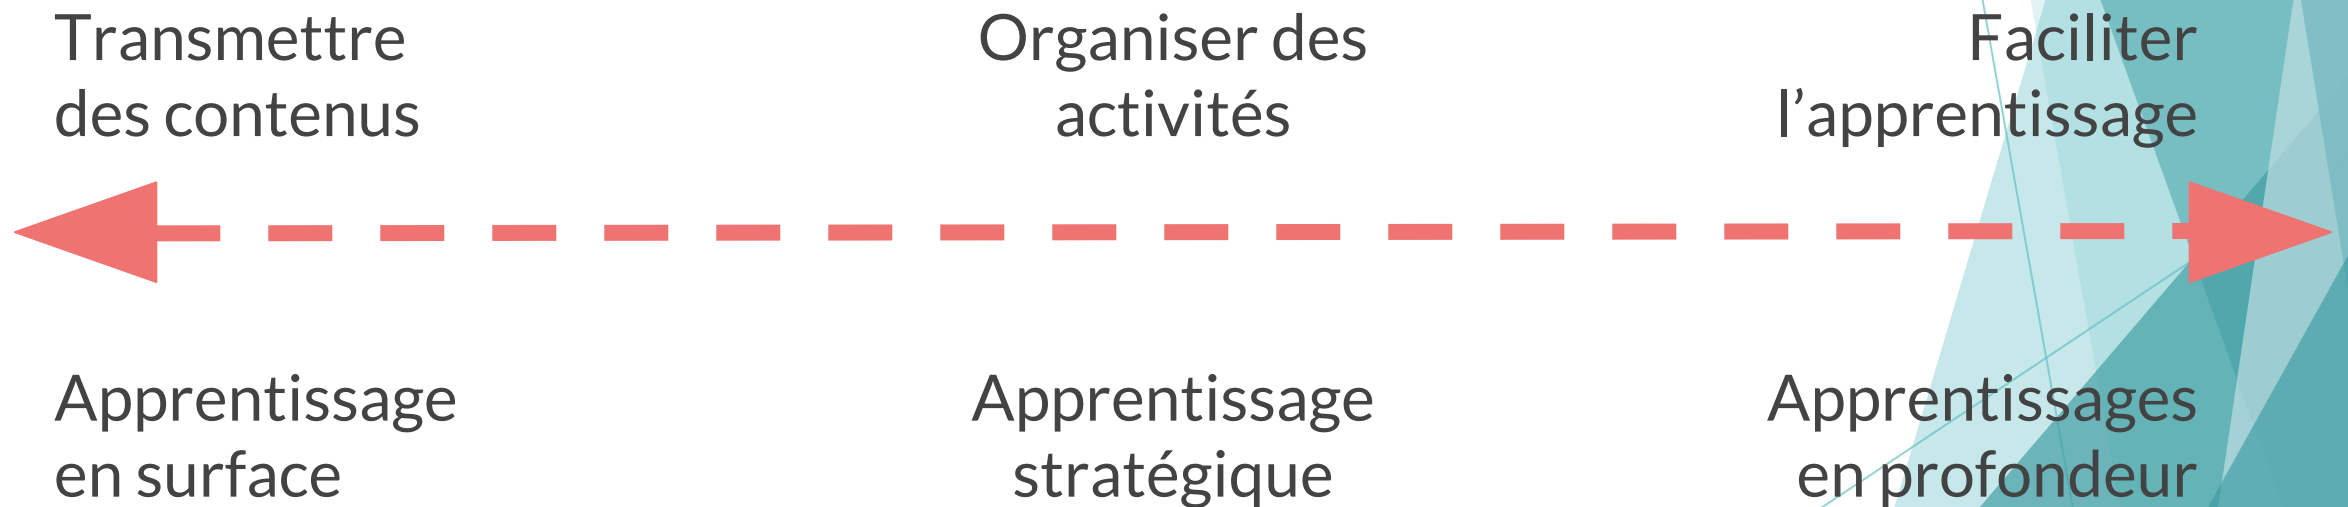 Transmettre
des contenus
Organiser des
activités
Faciliter
l’apprentissage
Apprentissage
en surface
Apprentissage
stratégique
Apprentissages
en profondeur